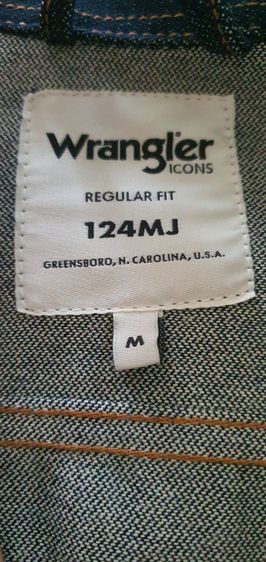 Wrangler
ICONS
REGULAR FIT
124MJ
GREENSBORO, N. CAROLINA, U.S.A.
M